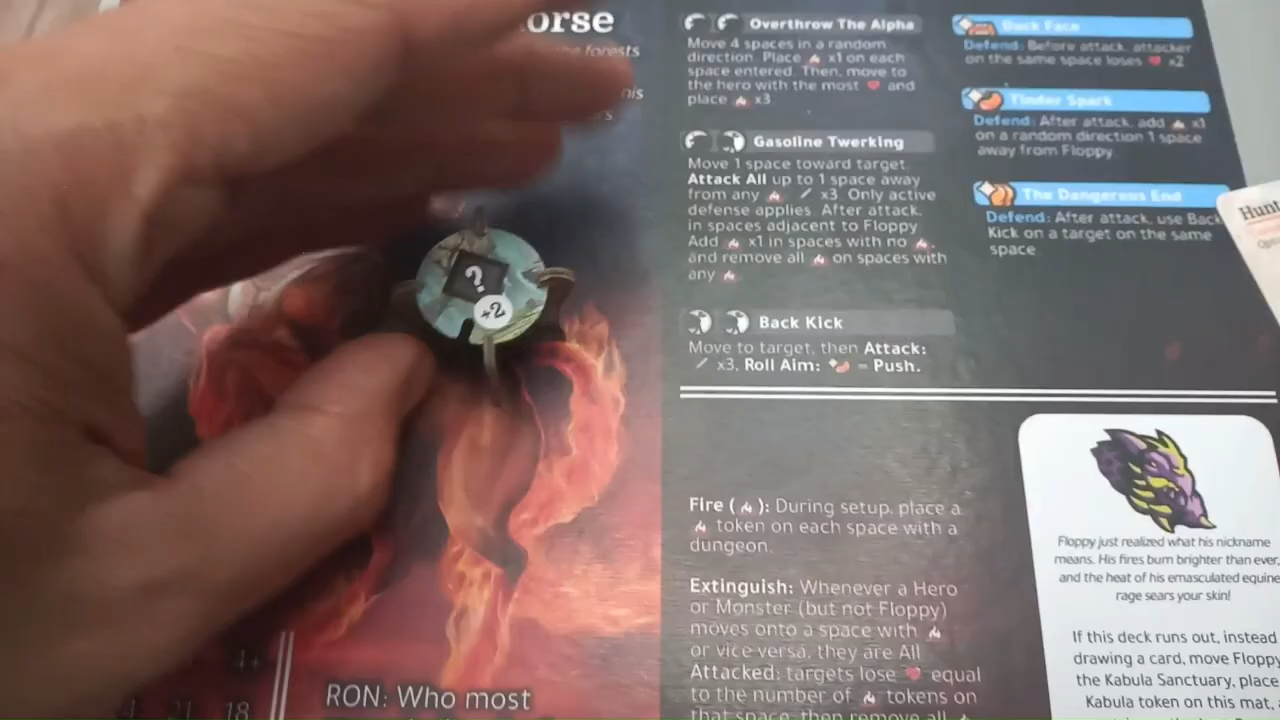 orse
the forests
his
rs
?
+2
4+
4 21 18
RON: Who most
Overthrow The Alpha
Move 4 spaces in a random
direction. Place x1 on each
space entered. Then, move to
the hero with the most and
place x3.
Gasoline Twerking
Move 1 space toward target.
Attack All up to 1 space away
from any x3. Only active
defense applies. After attack,
in spaces adjacent to Floppy
Add x1 in spaces with no ,
and remove all on spaces with
any .
Back Kick
Move to target, then Attack:
x3. Roll Aim: = Push.
Buck Face
Defend: Before attack, attacker
on the same space loses x2
Tinder Spark
Defend: After attack, add x1
on a random direction 1 space
away from Floppy.
The Dangerous End
Defend: After attack, use Back
Kick on a target on the same
space.
Hunt
Fire ( ): During setup, place a
token on each space with a
dungeon.
Extinguish: Whenever a Hero
or Monster (but not Floppy)
moves onto a space with
or vice versa, they are All
Attacked: targets lose equal
to the number of tokens on
that space, then remove all
Floppy just realized what his nickname
means. His fires burn brighter than ever,
and the heat of his emasculated equine
rage sears your skin!
If this deck runs out, instead
drawing a card, move Floppy
the Kabula Sanctuary, place
Kabula token on this mat,